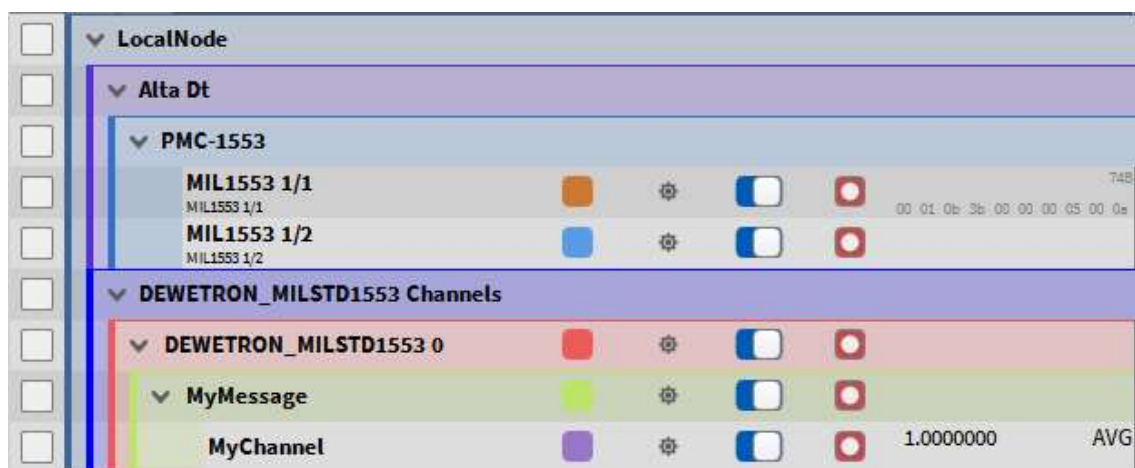 LocalNode
Alta Dt
PMC-1553
MIL1553 1/1
MIL1553 1/1
74B
00 01 0b 3b 00 00 00 05 00 0a
MIL1553 1/2
MIL1553 1/2
DEWETRON_MILSTD1553 Channels
DEWETRON_MILSTD1553 0
MyMessage
MyChannel 1.0000000 AVG